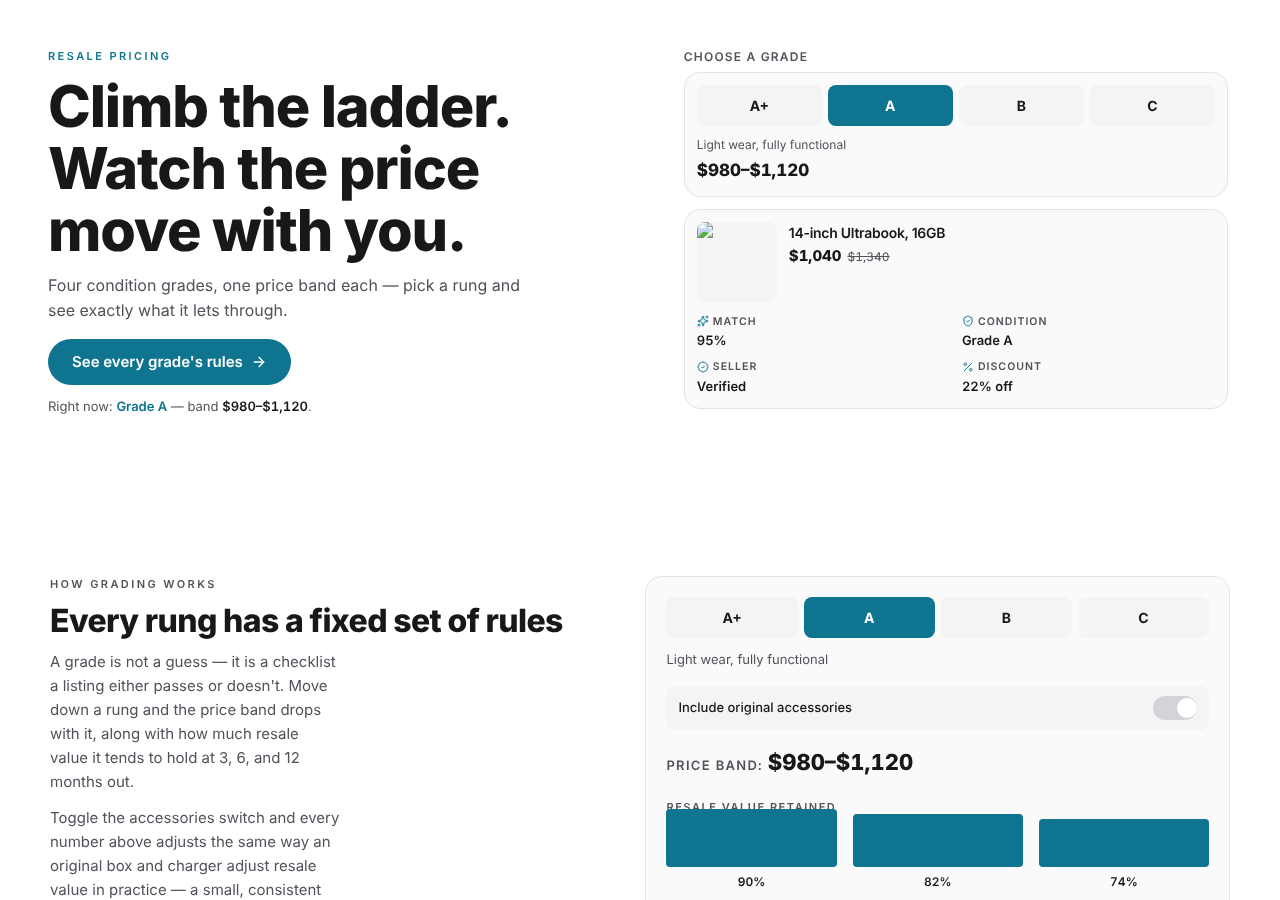 RESALE PRICING
Climb the ladder.
Watch the price
move with you.
Four condition grades, one price band each — pick a rung and
see exactly what it lets through.
See every grade's rules
Right now: Grade A — band $980–$1,120.
CHOOSE A GRADE
A+ A B C
Light wear, fully functional
$980–$1,120
14-inch Ultrabook, 16GB
$1,040 $1,340
MATCH
95%
CONDITION
Grade A
SELLER
Verified
DISCOUNT
22% off
HOW GRADING WORKS
Every rung has a fixed set of rules
A grade is not a guess — it is a checklist
a listing either passes or doesn't. Move
down a rung and the price band drops
with it, along with how much resale
value it tends to hold at 3, 6, and 12
months out.
Toggle the accessories switch and every
number above adjusts the same way an
original box and charger adjust resale
value in practice — a small, consistent
A+ A B C
Light wear, fully functional
Include original accessories
PRICE BAND: $980–$1,120
RESALE VALUE RETAINED
90% 82% 74%